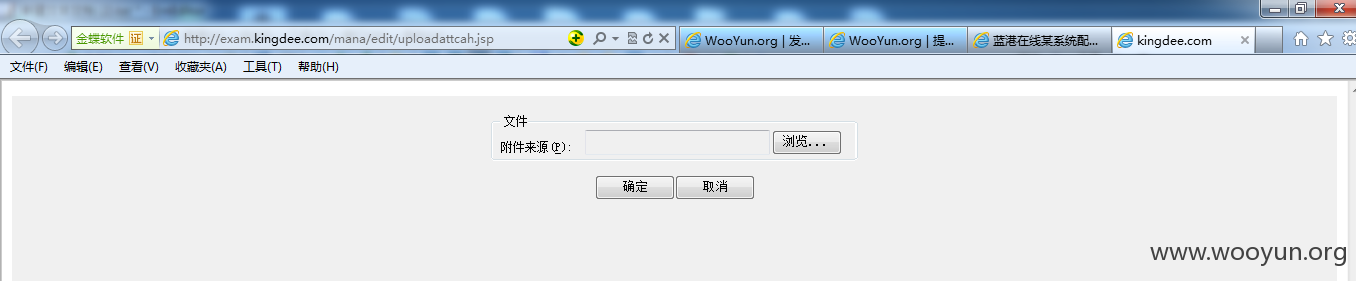 金蝶软件 证 http://exam.kingdee.com/mana/edit/uploadattcah.jsp WooYun.org | 发... WooYun.org | 提... 蓝港在线某系统配... kingdee.com
文件(F) 编辑(E) 查看(V) 收藏夹(A) 工具(T) 帮助(H)
文件
附件来源(P): 浏览...
确定 取消
www.wooyun.org